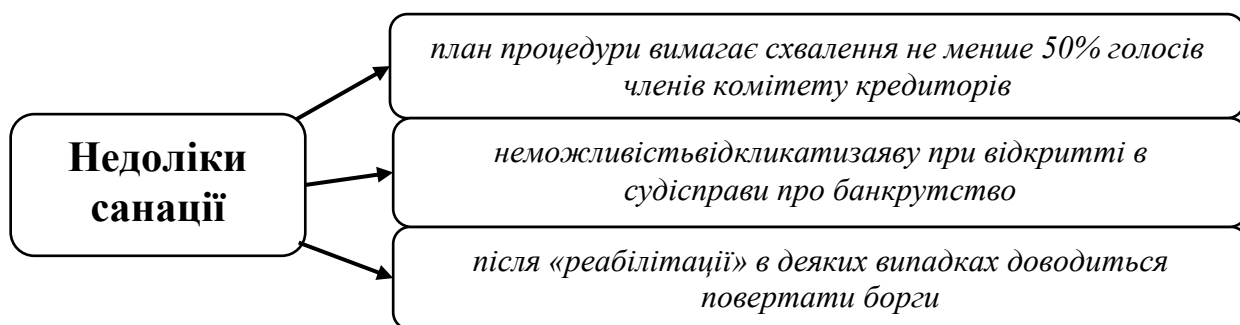 Недоліки
санації
план процедури вимагає схвалення не менше 50% голосів
членів комітету кредиторів
неможливістьвідкликатизаяву при відкритті в
судісправи про банкрутство
після «реабілітації» в деяких випадках доводиться
повертати борги